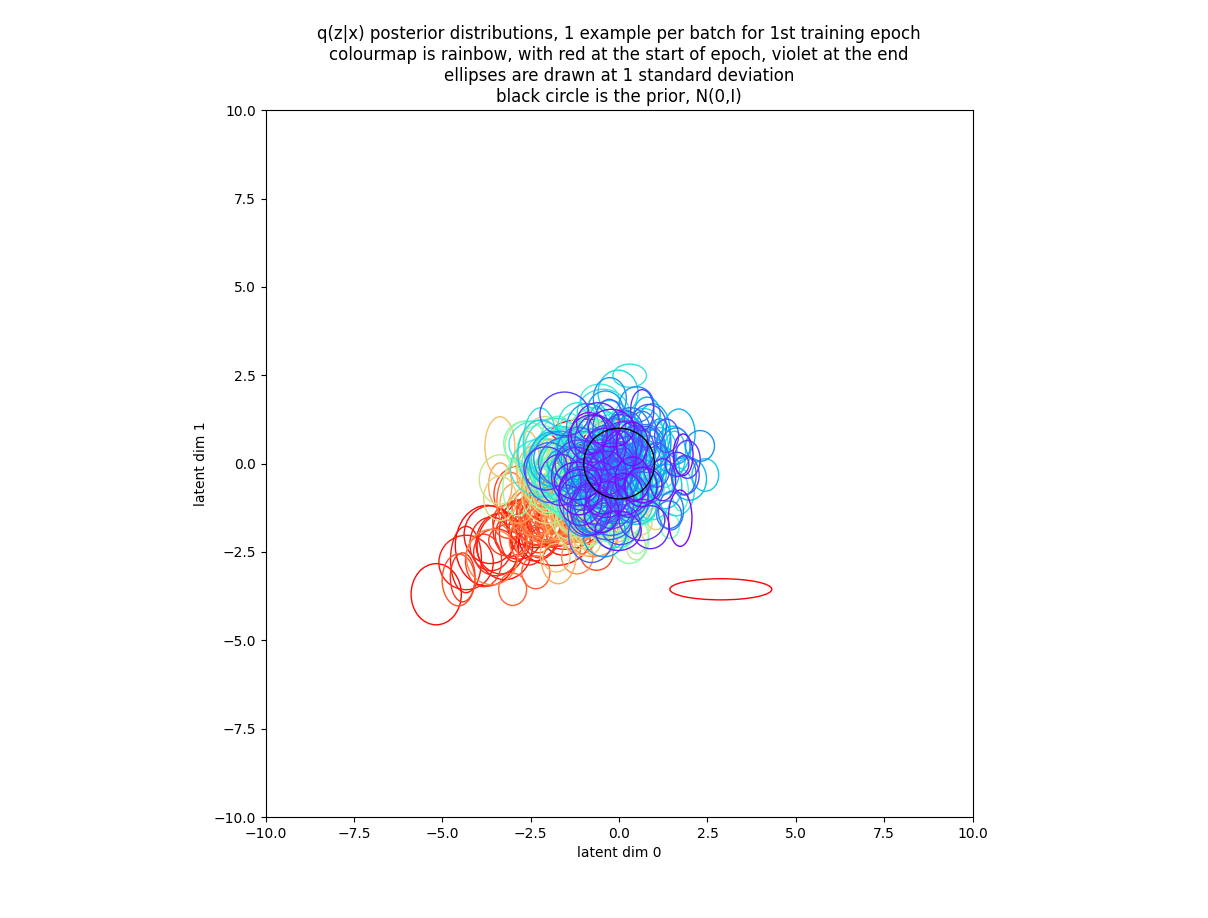 q(z|x) posterior distributions, 1 example per batch for 1st training epoch
colourmap is rainbow, with red at the start of epoch, violet at the end
ellipses are drawn at 1 standard deviation
black circle is the prior, N(0,I)
10.0
7.5
5.0
2.5
0.0
−2.5
−5.0
−7.5
−10.0
latent dim 1
−10.0 −7.5 −5.0 −2.5 0.0 2.5 5.0 7.5 10.0
latent dim 0